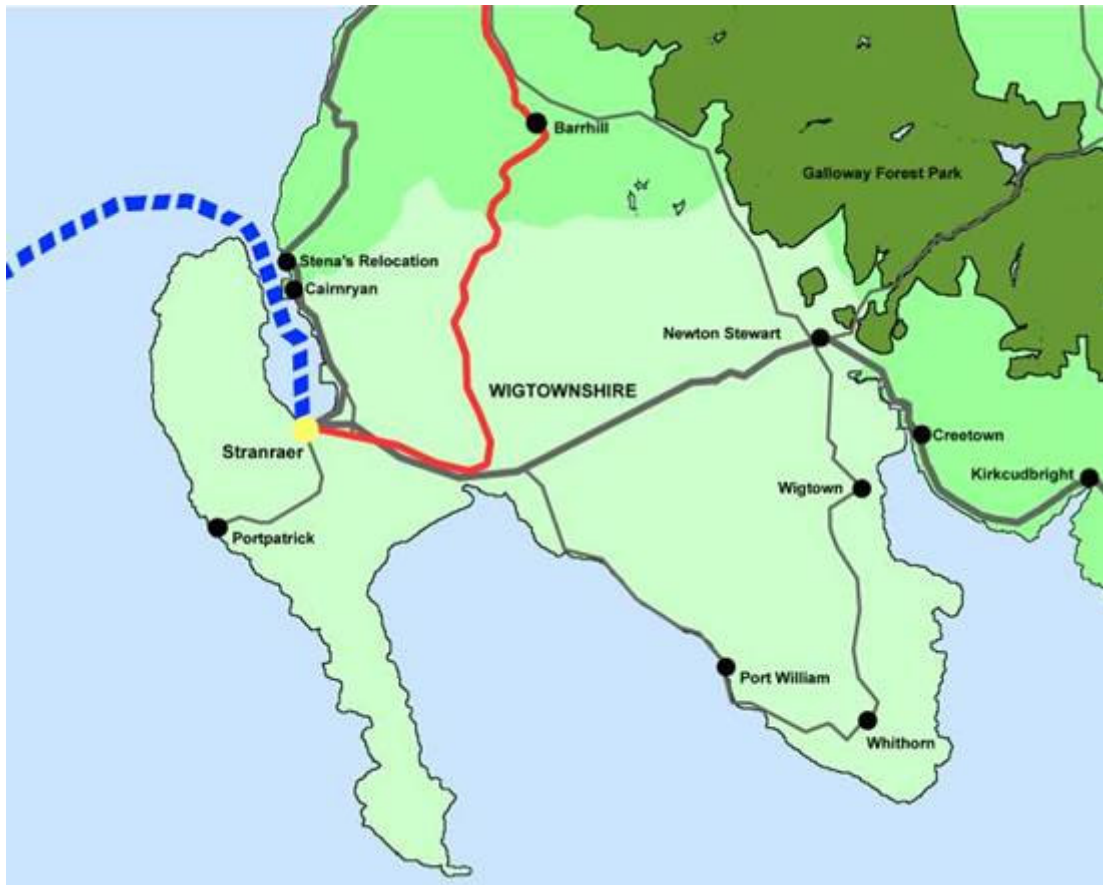 Barrhill
Galloway Forest Park
Stena's Relocation
Cairnryan
Newton Stewart
WIGTOWNSHIRE
Stranraer
Creetown
Kirkcudbright
Wigtown
Portpatrick
Port William
Whithorn